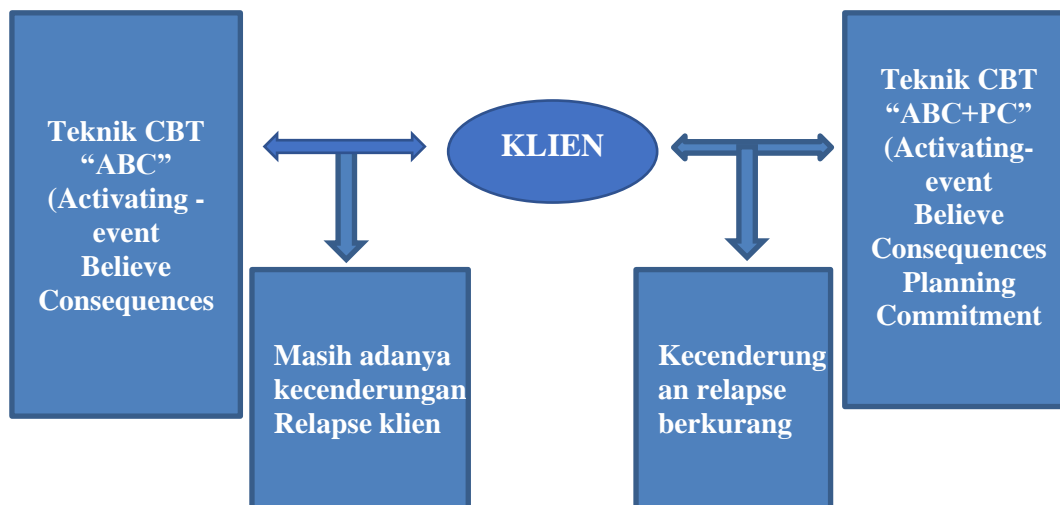 Teknik CBT
“ABC”
(Activating -
event
Believe
Consequences
KLIEN
Teknik CBT
“ABC+PC”
(Activating-
event
Believe
Consequences
Planning
Commitment
Masih adanya
kecenderungan
Relapse klien
Kecenderung
an relapse
berkurang